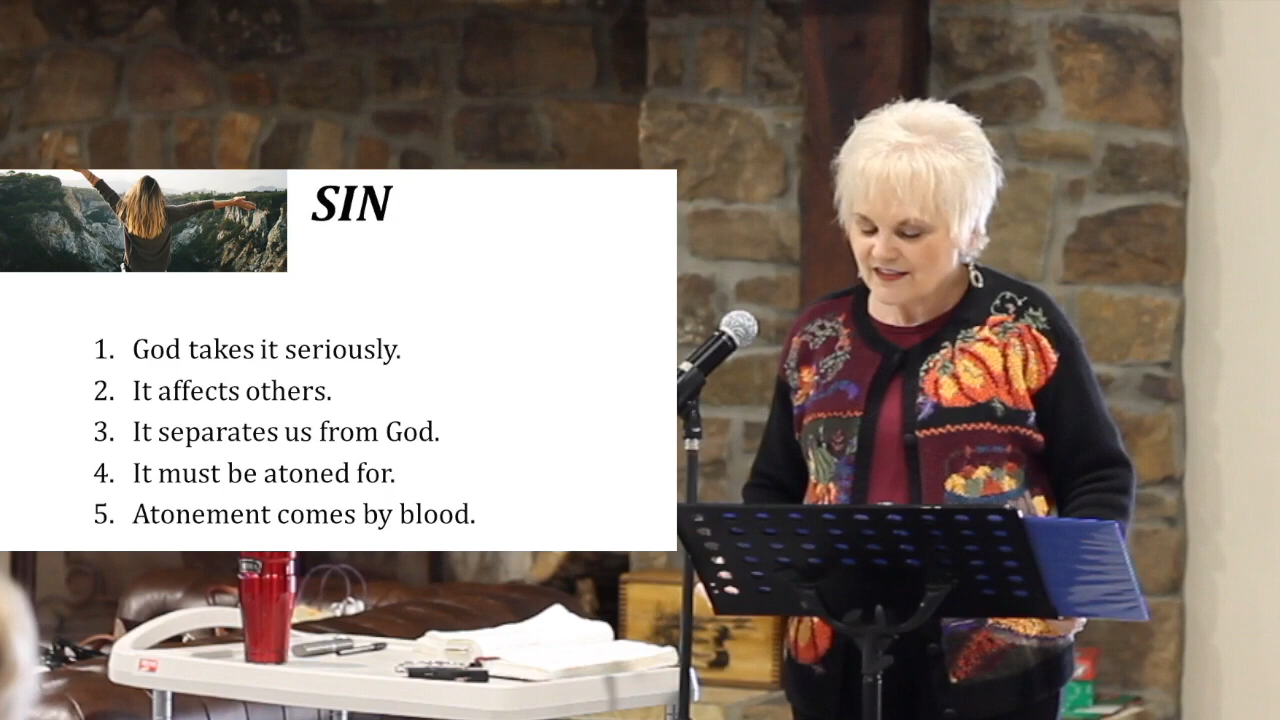 SIN
1. God takes it seriously.
2. It affects others.
3. It separates us from God.
4. It must be atoned for.
5. Atonement comes by blood.